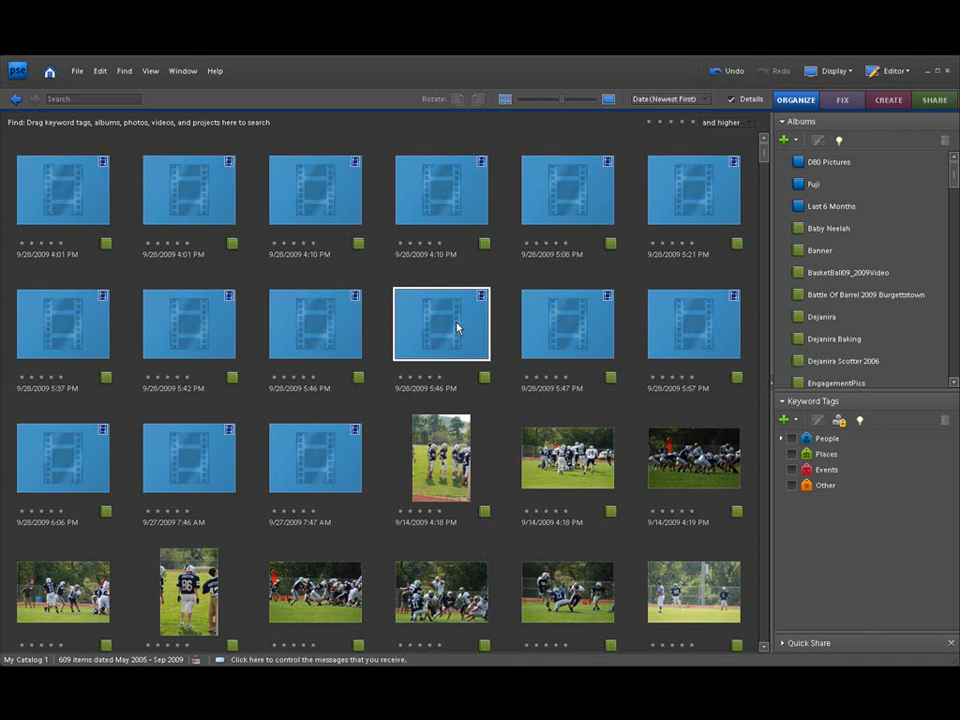 pse File Edit Find View Window Help Undo Redo Display Editor
Search Rotate: Date (Newest First) Details ORGANIZE FIX CREATE SHARE
Find: Drag keyword tags, albums, photos, videos, and projects here to search and higher
9/28/2009 4:01 PM 9/28/2009 4:01 PM 9/28/2009 4:10 PM 9/28/2009 4:10 PM 9/28/2009 5:08 PM 9/28/2009 5:21 PM
9/28/2009 5:37 PM 9/28/2009 5:42 PM 9/28/2009 5:46 PM 9/28/2009 5:46 PM 9/28/2009 5:47 PM 9/28/2009 5:57 PM
9/28/2009 6:06 PM 9/27/2009 7:46 AM 9/27/2009 7:47 AM 9/14/2009 4:18 PM 9/14/2009 4:18 PM 9/14/2009 4:19 PM
86
Albums
D80 Pictures
Fuji
Last 6 Months
Baby Neelah
Banner
BasketBall09_2009Video
Battle Of Barrel 2009 Burgettstown
Dejanira
Dejanira Baking
Dejanira Scotter 2006
EngagementPics
Keyword Tags
People
Places
Events
Other
Quick Share
My Catalog 1 609 items dated May 2005 - Sep 2009 Click here to control the messages that you receive.